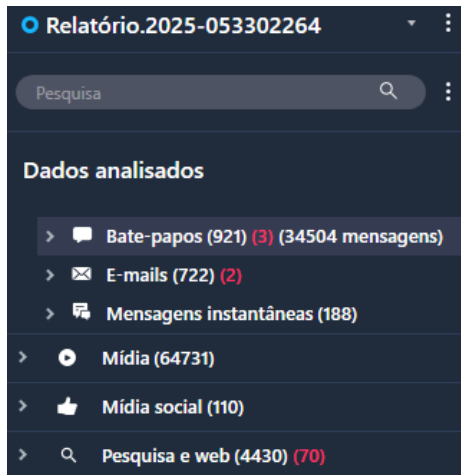 Relatório.2025-053302264
Pesquisa
Dados analisados
Bate-papos (921) (3) (34504 mensagens)
E-mails (722) (2)
Mensagens instantâneas (188)
Mídia (64731)
Mídia social (110)
Pesquisa e web (4430) (70)